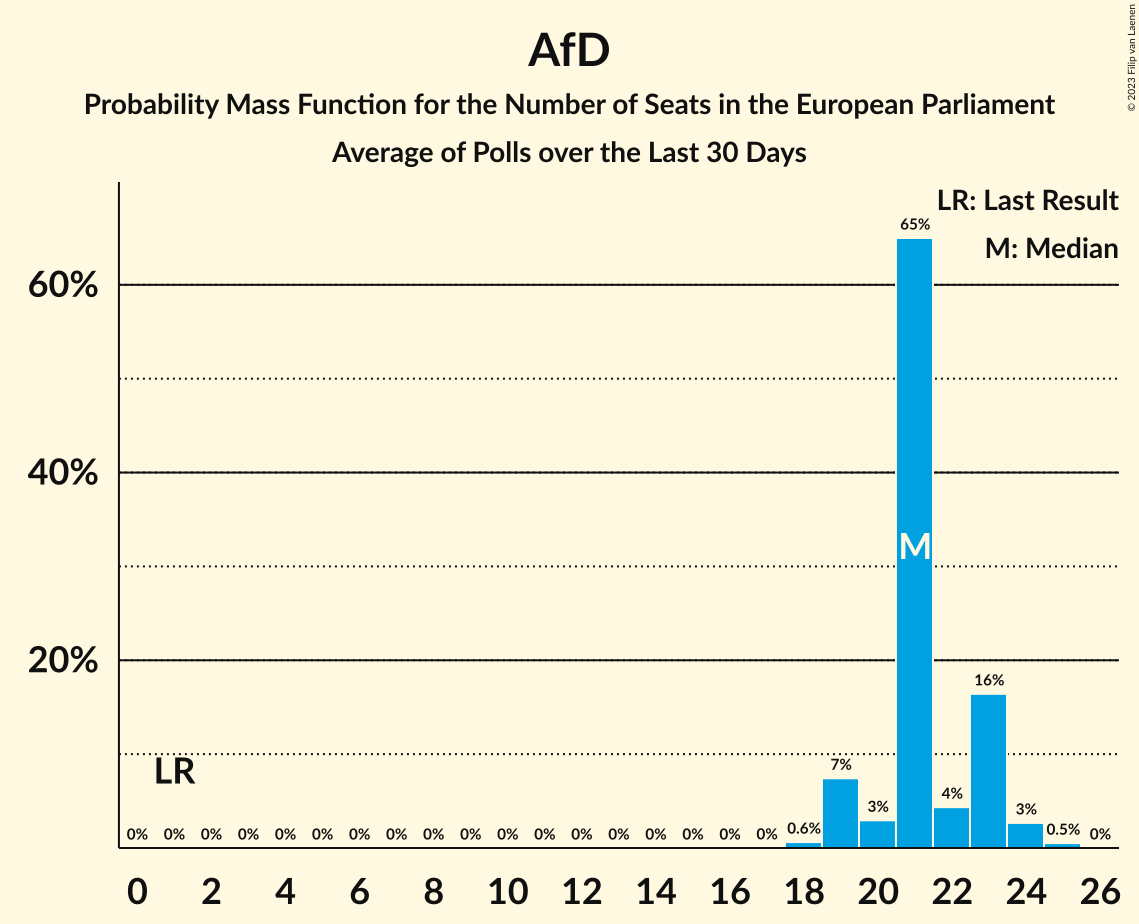 AfD
Probability Mass Function for the Number of Seats in the European Parliament
Average of Polls over the Last 30 Days
© 2023 Filip van Laenen
LR: Last Result
M: Median
65%
60%
40%
M
20%
16%
LR
7%
4%
3%
3%
0% 0% 0% 0% 0% 0% 0% 0% 0% 0% 0% 0% 0% 0% 0% 0% 0% 0% 0.6% 0.5% 0%
0 2 4 6 8 10 12 14 16 18 20 22 24 26